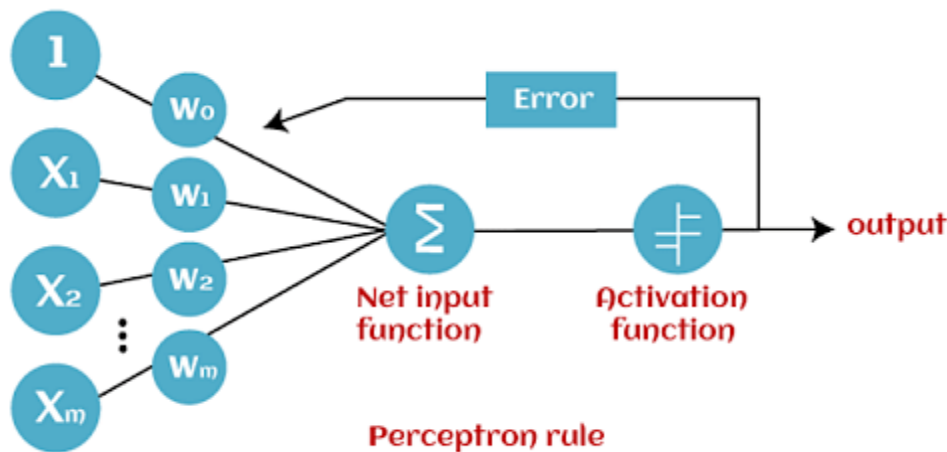 1
w0
Error
X1
w1
Σ
output
X2
w2
Net input
function
Activation
function
wm
Xm
Perceptron rule